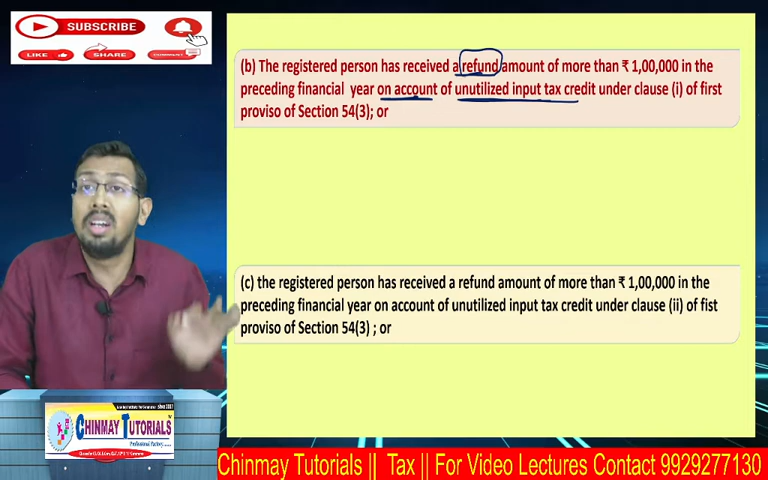 SUBSCRIBE
LIKE
SHARE
(b) The registered person has received a refund amount of more than ₹ 1,00,000 in the
preceding financial year on account of unutilized input tax credit under clause (i) of first
proviso of Section 54(3); or
(c) the registered person has received a refund amount of more than ₹ 1,00,000 in the
preceding financial year on account of unutilized input tax credit under clause (ii) of fist
proviso of Section 54(3) ; or
CHINMAY TUTORIALS
Chinmay Tutorials || Tax || For Video Lectures Contact 9929277130